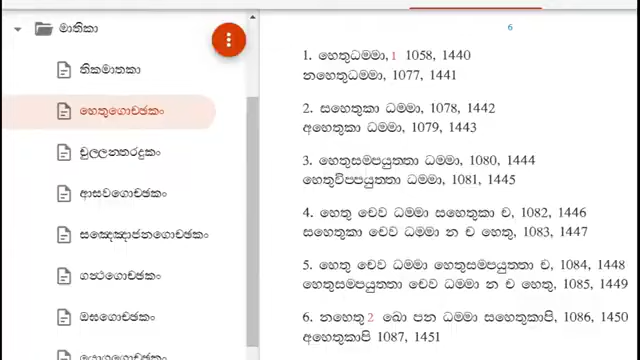 මාතිකා
තිකමාතකා
හෙතුගොච්ඡකං
චුල්ලන්තරදුකං
ආසවගොච්ඡකං
සඤ්ඤොජනගොච්ඡකං
ගන්ථගොච්ඡකං
ඔඝගොච්ඡකං
යොගගොච්ඡකං
6
1. හෙතුධම්මා,1 1058, 1440
නහෙතුධම්මා, 1077, 1441
2. සහෙතුකා ධම්මා, 1078, 1442
අහෙතුකා ධම්මා, 1079, 1443
3. හෙතුසම්පයුත්තා ධම්මා, 1080, 1444
හෙතුවිප්පයුත්තා ධම්මා, 1081, 1445
4. හෙතු චෙව ධම්මා සහෙතුකා ච, 1082, 1446
සහෙතුකා චෙව ධම්මා න ච හෙතු, 1083, 1447
5. හෙතු චෙව ධම්මා හෙතුසම්පයුත්තා ච, 1084, 1448
හෙතුසම්පයුත්තා චෙව ධම්මා න ච හෙතු, 1085, 1449
6. නහෙතු 2 ඛො පන ධම්මා සහෙතුකාපි, 1086, 1450
අහෙතුකාපි 1087, 1451